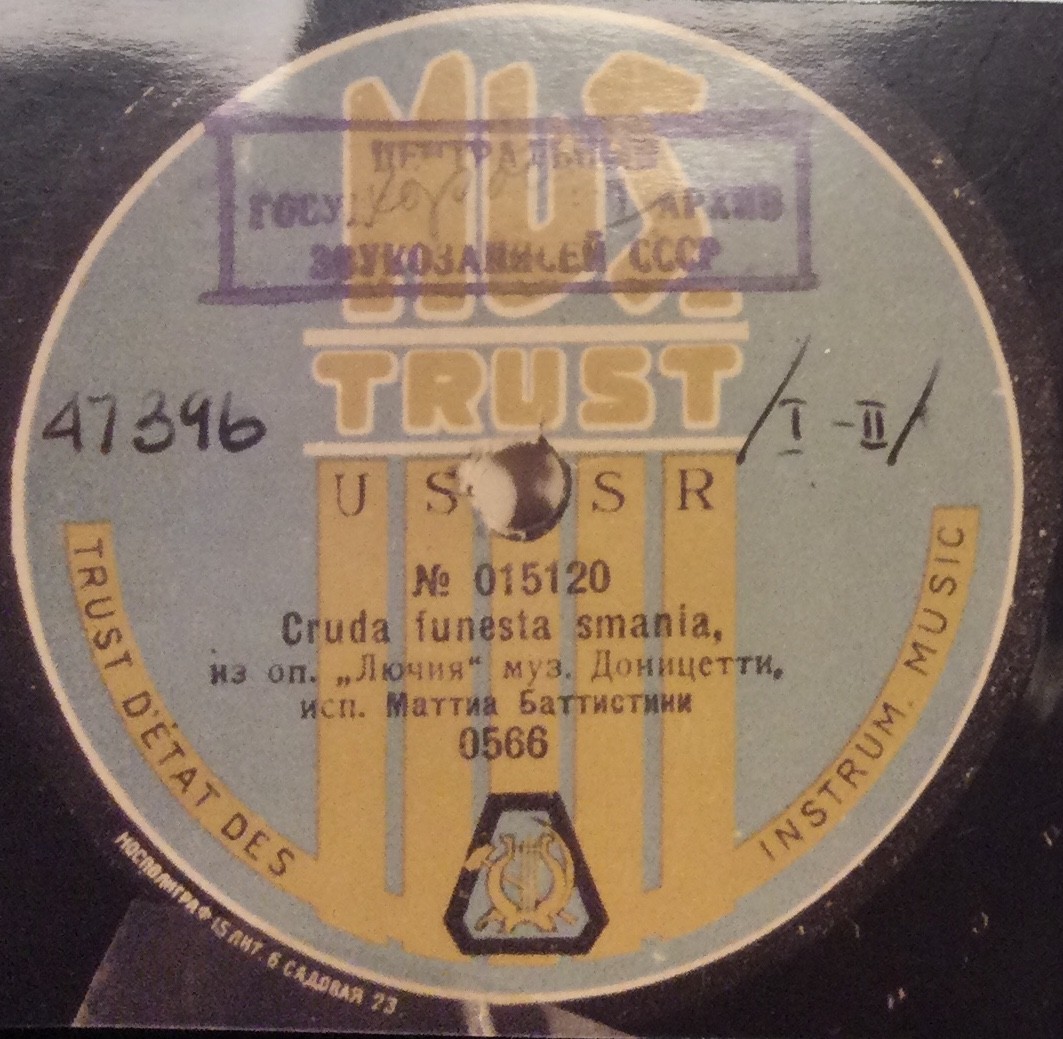 MUS
ЦЕНТРАЛЬНЫЙ
АРХИВ
ЗВУКОЗАПИСЕЙ СССР
TRUST
47396
/I-II/
U S S R
№ 015120
Cruda funesta smania,
из оп. „Лючия“ муз. Доницетти,
исп. Маттиа Баттистини
0566
TRUST D'ÉTAT DES
INSTRUM. MUSIC
МОСПОЛИГРАФ 15 ЛИТ. 6 САДОВАЯ 23